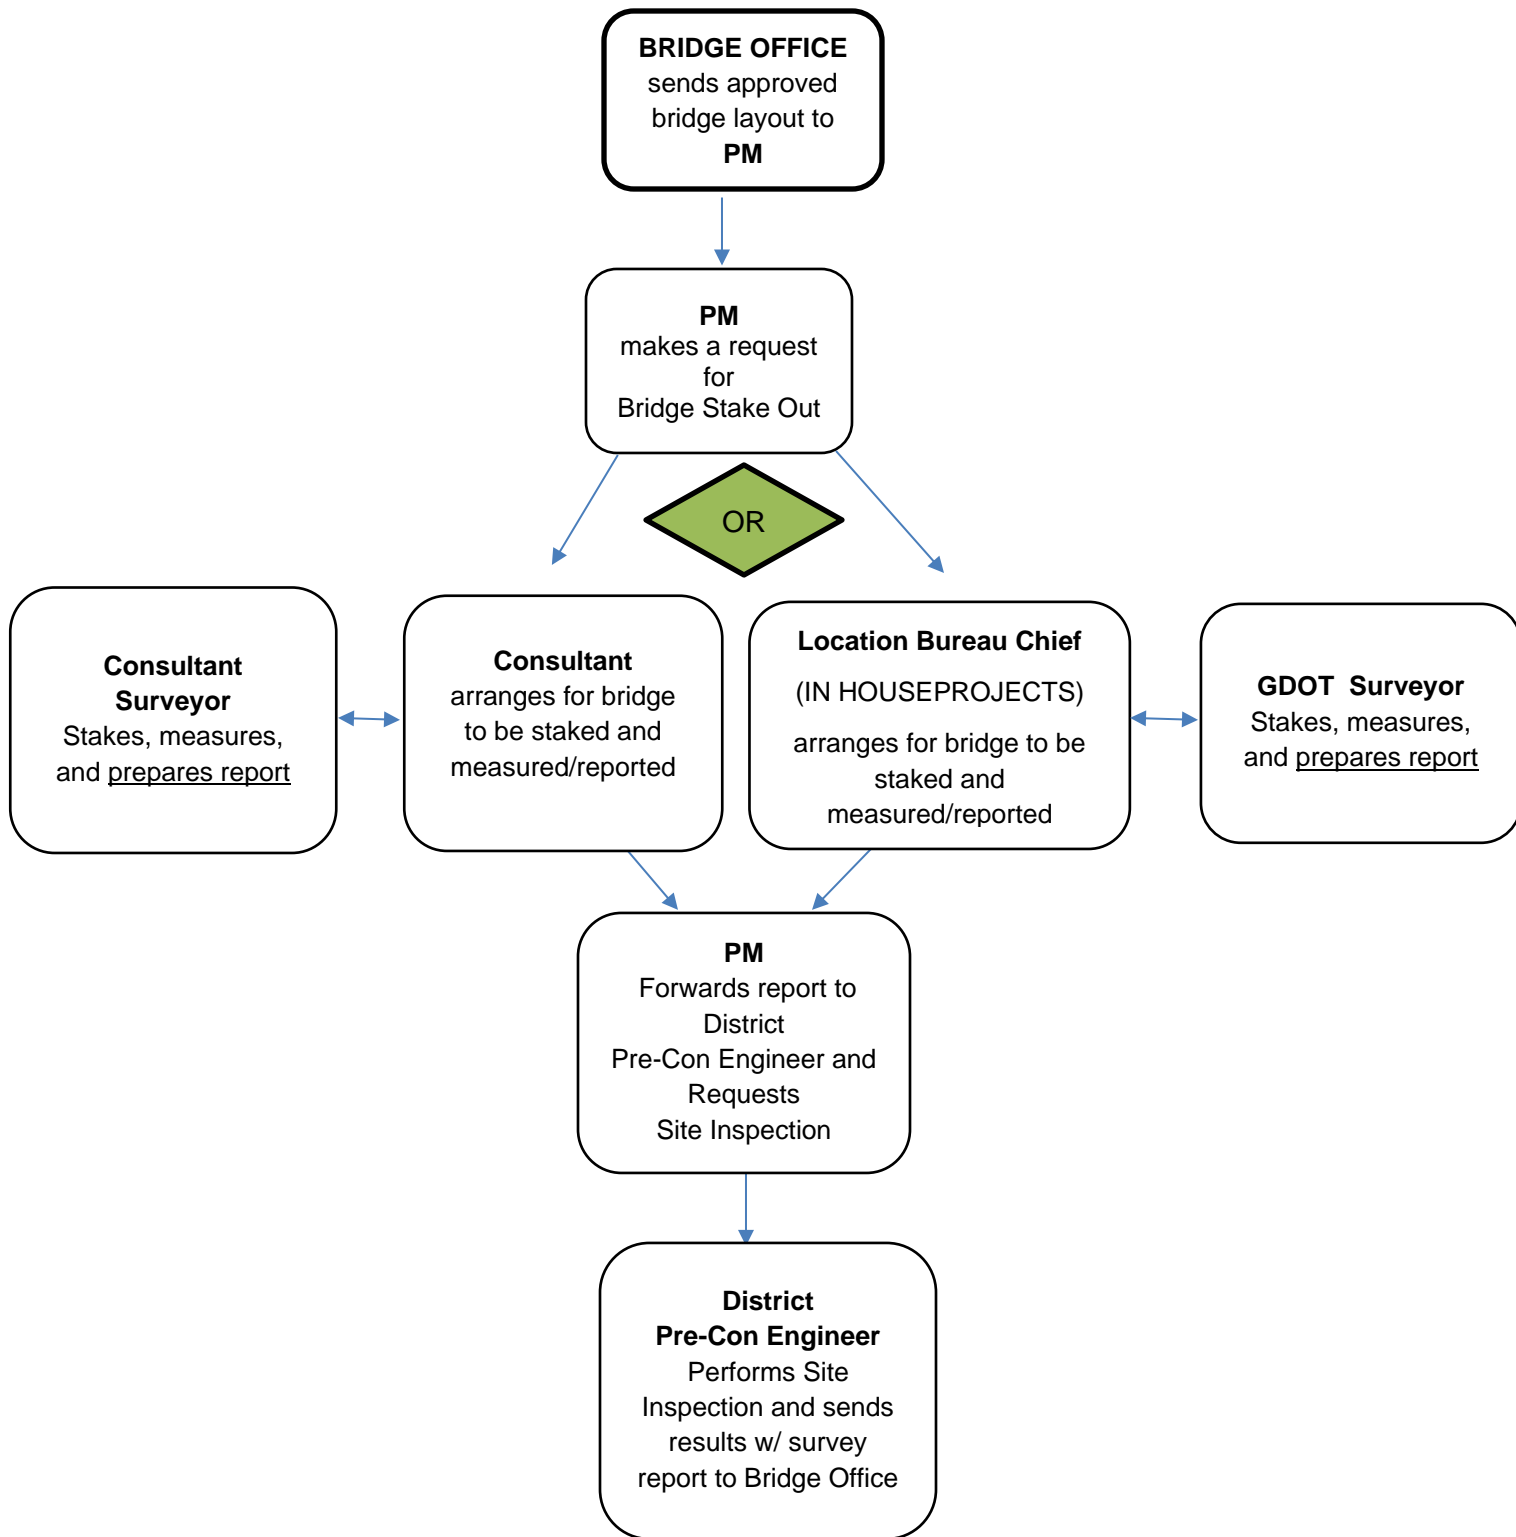 BRIDGE OFFICE
sends approved
bridge layout to
PM
PM
makes a request
for
Bridge Stake Out
OR
Consultant
Surveyor
Stakes, measures,
and prepares report
Consultant
arranges for bridge
to be staked and
measured/reported
Location Bureau Chief
(IN HOUSEPROJECTS)
arranges for bridge to be
staked and
measured/reported
GDOT  Surveyor
Stakes, measures,
and prepares report
PM
Forwards report to
District
Pre-Con Engineer and
Requests
Site Inspection
District
Pre-Con Engineer
Performs Site
Inspection and sends
results w/ survey
report to Bridge Office